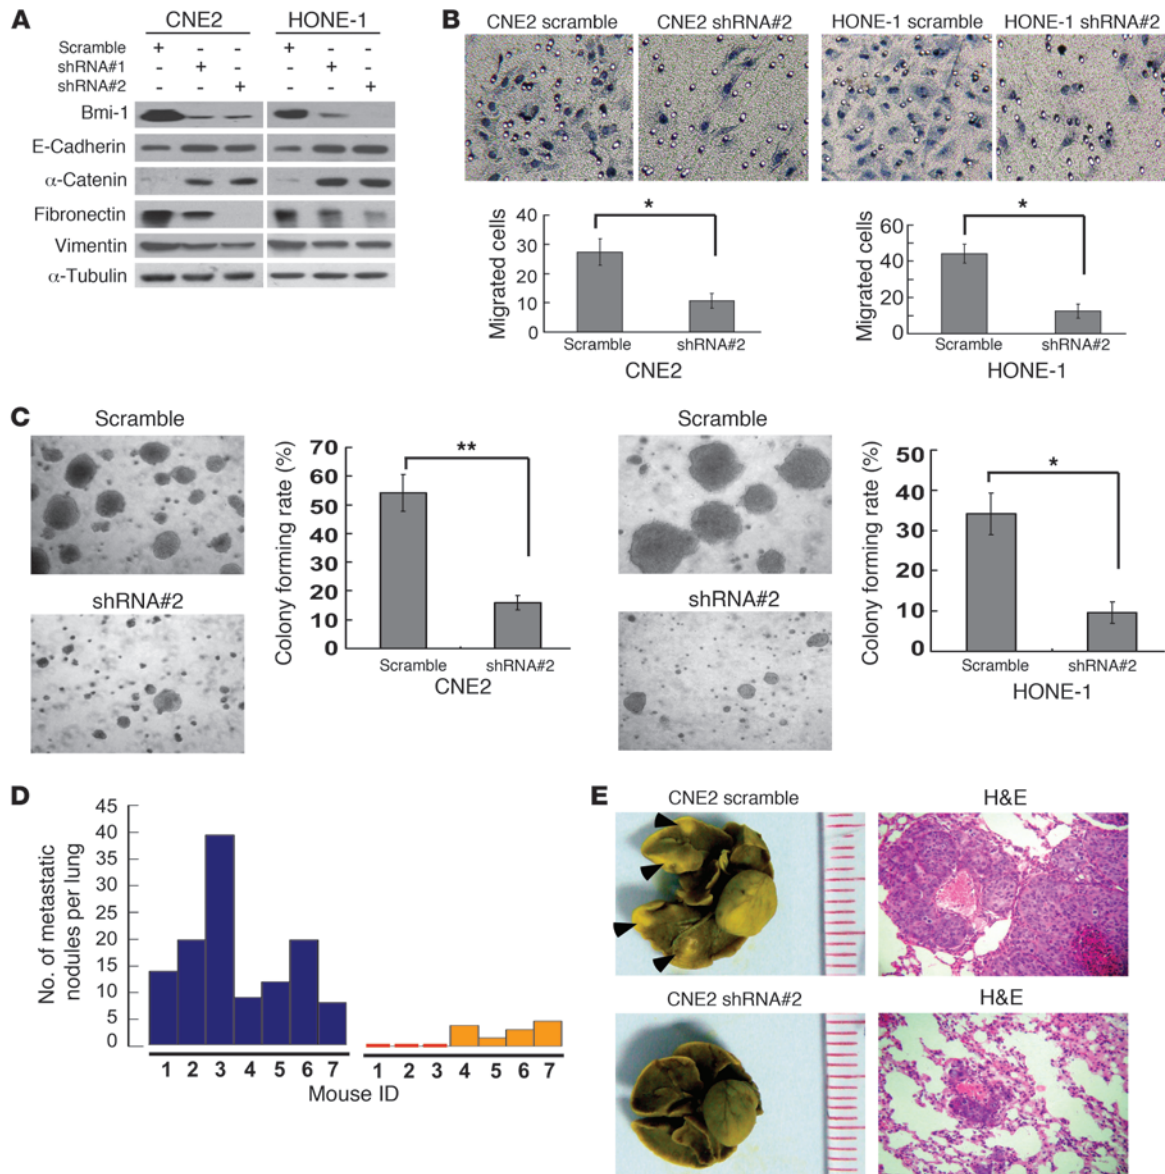 A
CNE2 HONE-1
Scramble + - - + - -
shRNA#1 - + - - + -
shRNA#2 - - + - - +
Bmi-1
E-Cadherin
α-Catenin
Fibronectin
Vimentin
α-Tubulin
B
CNE2 scramble CNE2 shRNA#2 HONE-1 scramble HONE-1 shRNA#2
Migrated cells
40
30
20
10
0
*
Scramble shRNA#2
CNE2
Migrated cells
60
40
20
0
*
Scramble shRNA#2
HONE-1
C
Scramble
shRNA#2
Colony forming rate (%)
70
60
50
40
30
20
10
0
**
Scramble shRNA#2
CNE2
Scramble
shRNA#2
Colony forming rate (%)
50
40
30
20
10
0
*
Scramble shRNA#2
HONE-1
D
No. of metastatic
nodules per lung
45
40
35
30
25
20
15
10
5
0
1 2 3 4 5 6 7 1 2 3 4 5 6 7
Mouse ID
E
CNE2 scramble H&E
CNE2 shRNA#2 H&E